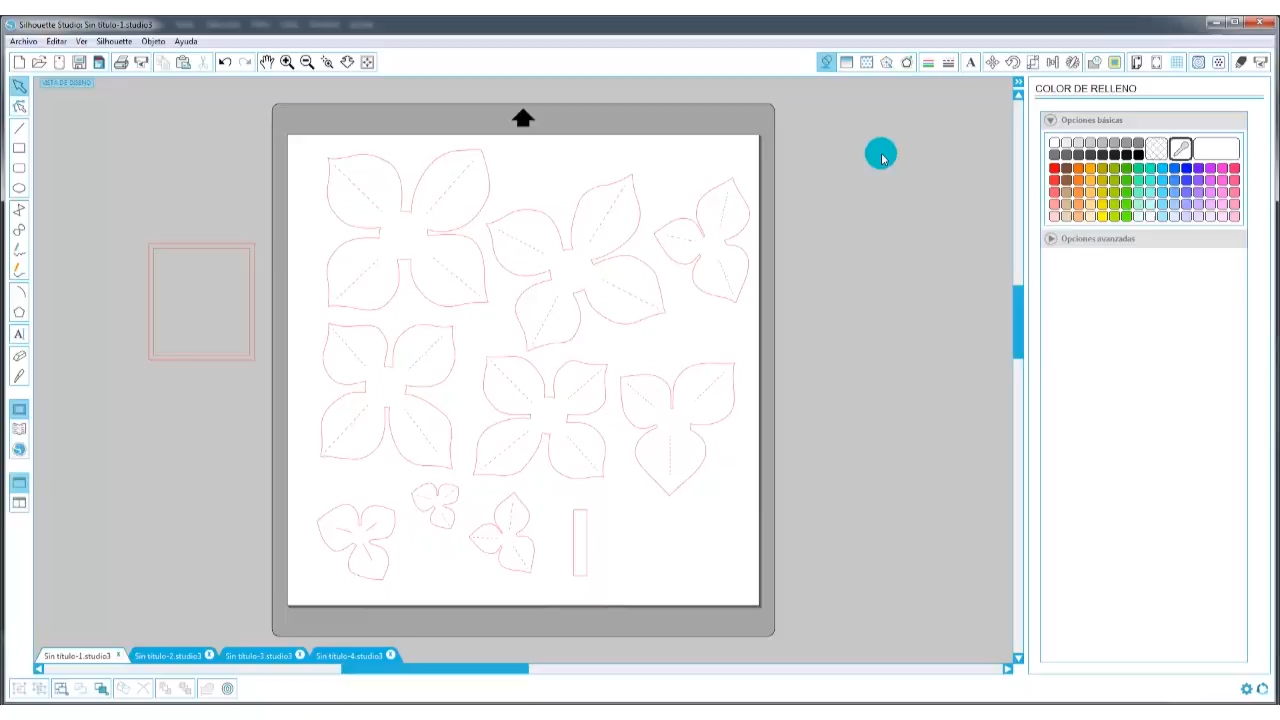 Silhouette Studio: Sin título-1.studio3
Archivo Editar Ver Silhouette Objeto Ayuda
VISTA DE DISEÑO
COLOR DE RELLENO
Opciones básicas
Opciones avanzadas
Sin título-1.studio3 Sin título-2.studio3 Sin título-3.studio3 Sin título-4.studio3